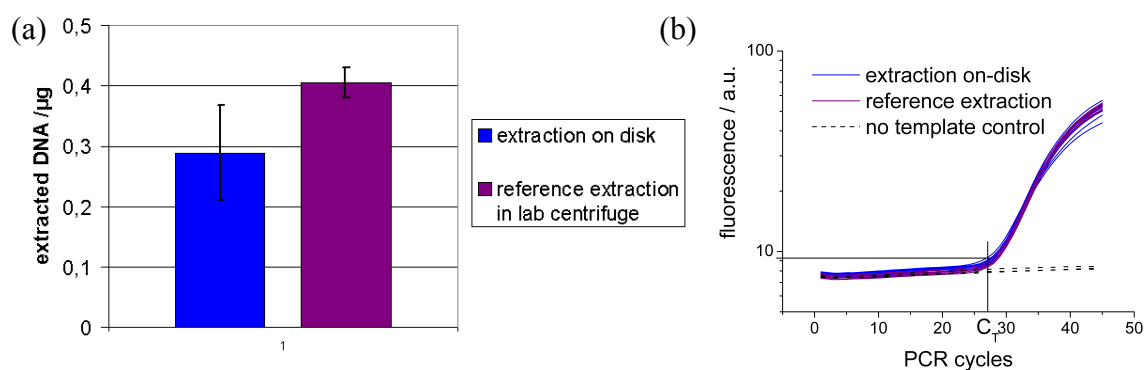 (a)
extracted DNA /µg
0,5
0,4
0,3
0,2
0,1
0
1
extraction on disk
reference extraction
in lab centrifuge
(b)
fluorescence / a.u.
100
10
extraction on-disk
reference extraction
no template control
0 10 20 C_T 30 40 50
PCR cycles